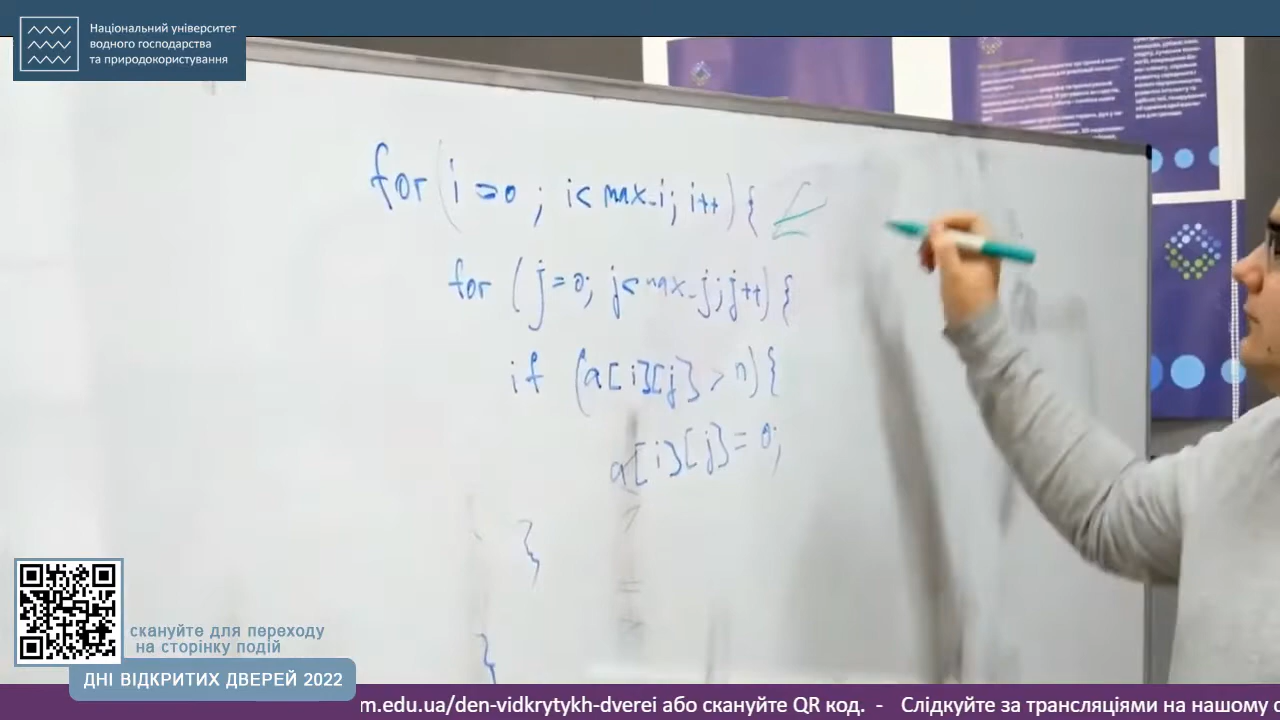 Національний університет
водного господарства
та природокористування
for (i=0; i< max_i; i++) {
for (j=0; j< max_j; j++) {
if (a[i][j] > n) {
a[i][j] = 0;
}
}
скануйте для переходу
на сторінку подій
ДНІ ВІДКРИТИХ ДВЕРЕЙ 2022
m.edu.ua/den-vidkrytykh-dverei або скануйте QR код. - Слідкуйте за трансляціями на нашому